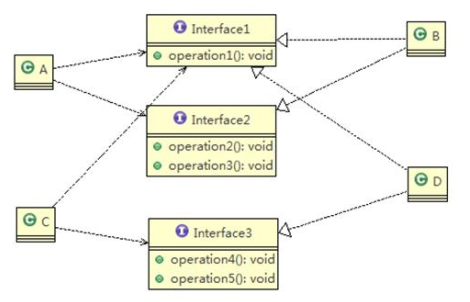 Interface1
operation1(): void
B
A
Interface2
operation2(): void
operation3(): void
D
C
Interface3
operation4(): void
operation5(): void